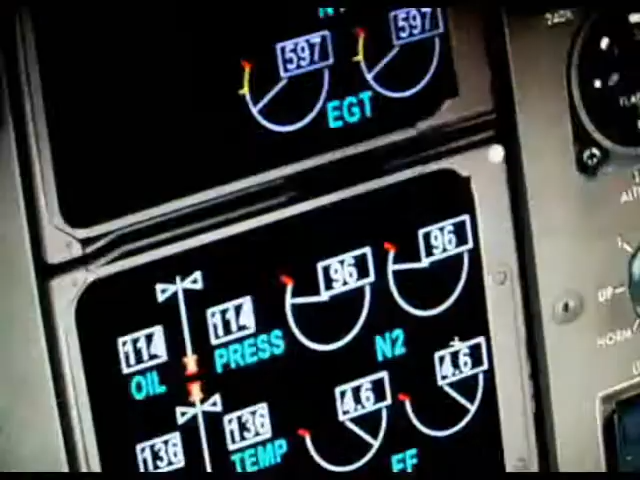 597 597
EGT
96 96
114 114
OIL PRESS
N2
4.6 4.6
136 136
TEMP
FF
UP
NORM